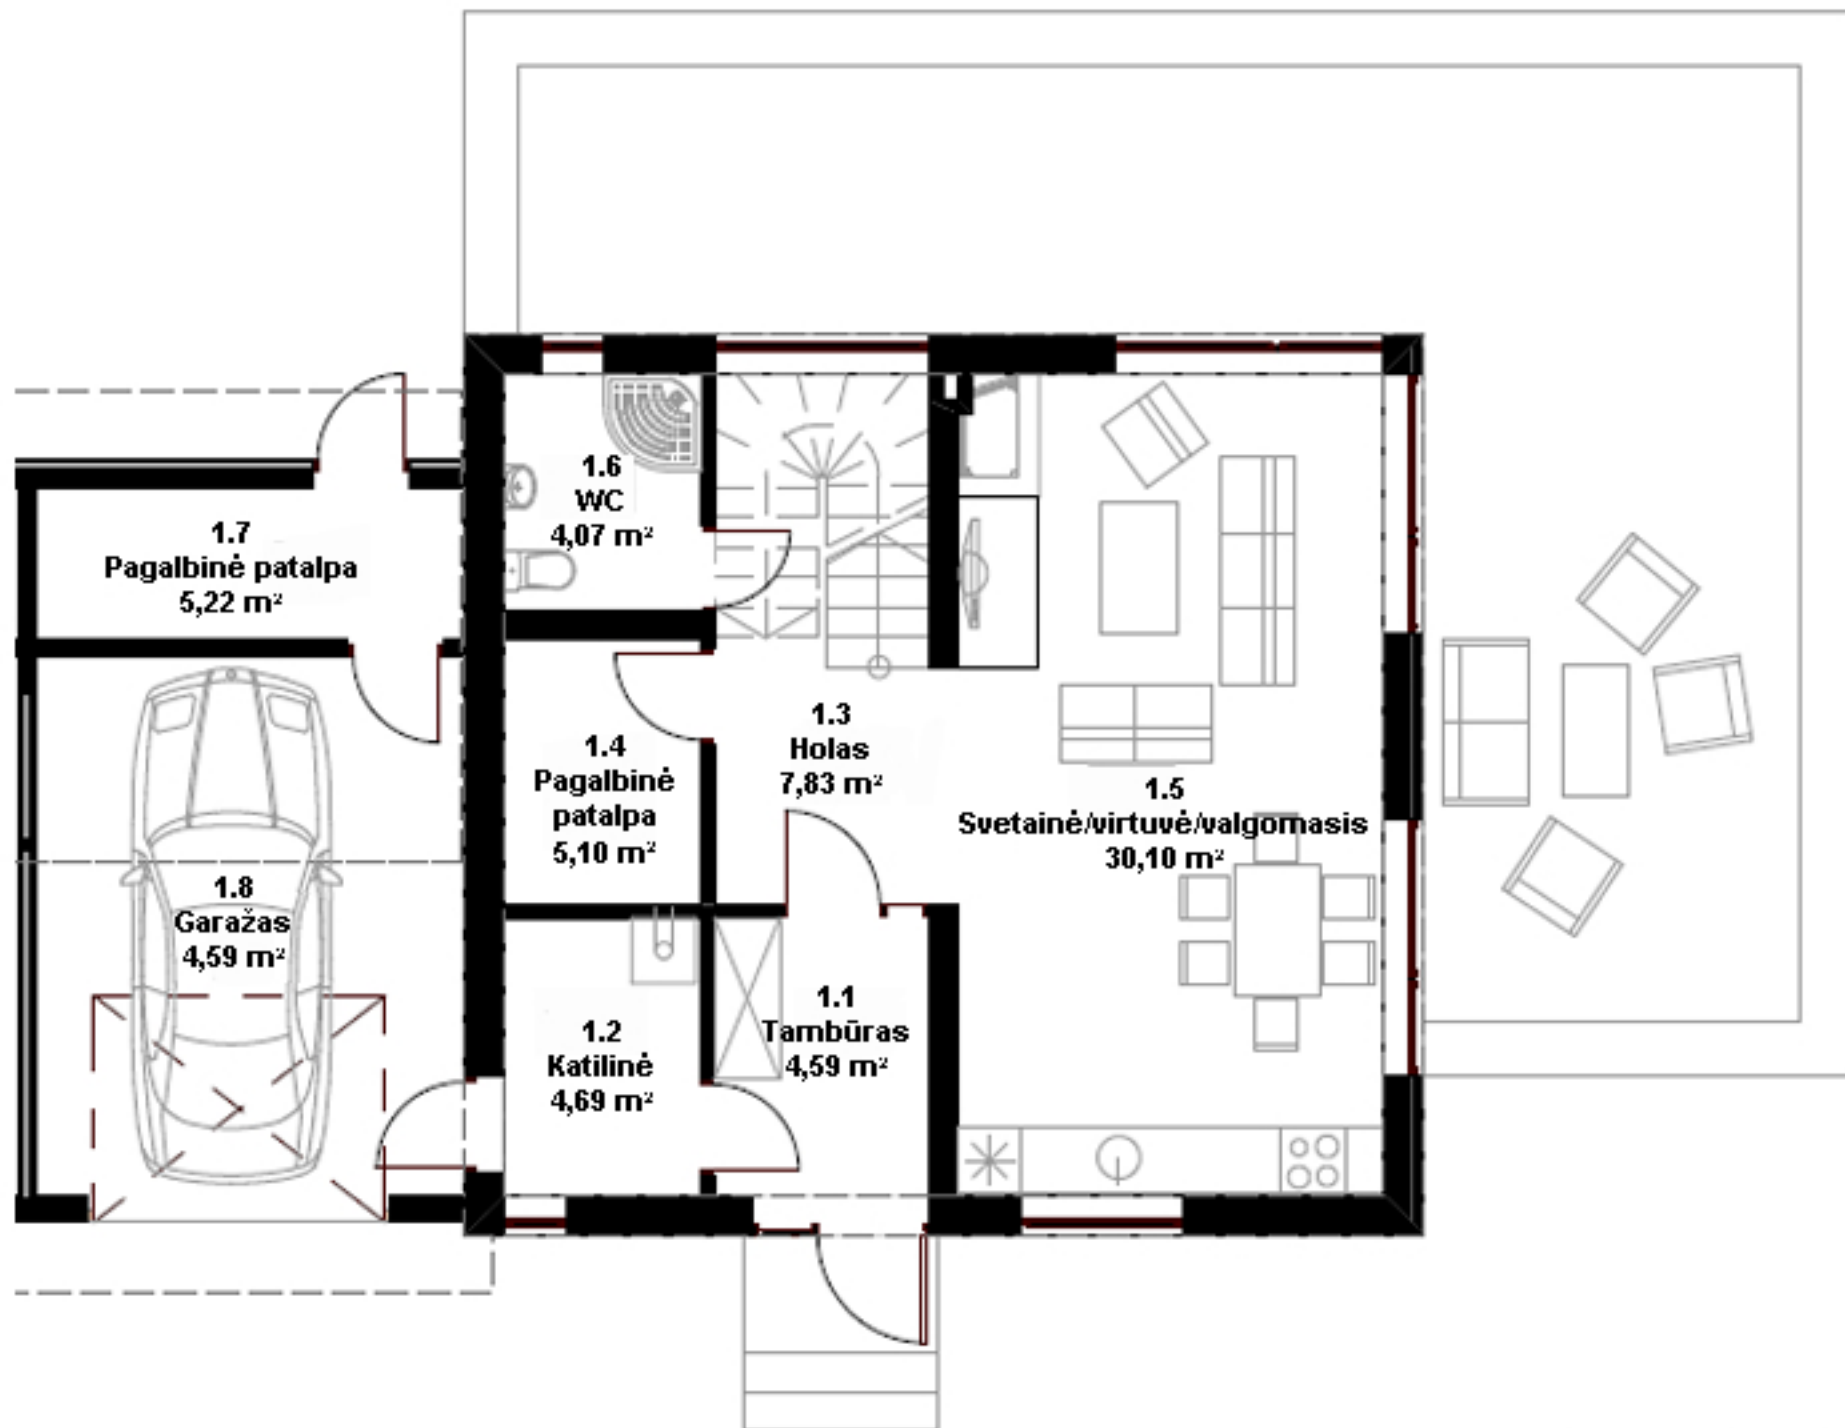 1.6
WC
4,07 m²
1.7
Pagalbinė patalpa
5,22 m²
1.3
Holas
7,83 m²
1.4
Pagalbinė
patalpa
5,10 m²
1.5
Svetainė/virtuvė/valgomasis
30,10 m²
1.8
Garažas
4,59 m²
1.1
Tambūras
4,59 m²
1.2
Katilinė
4,69 m²